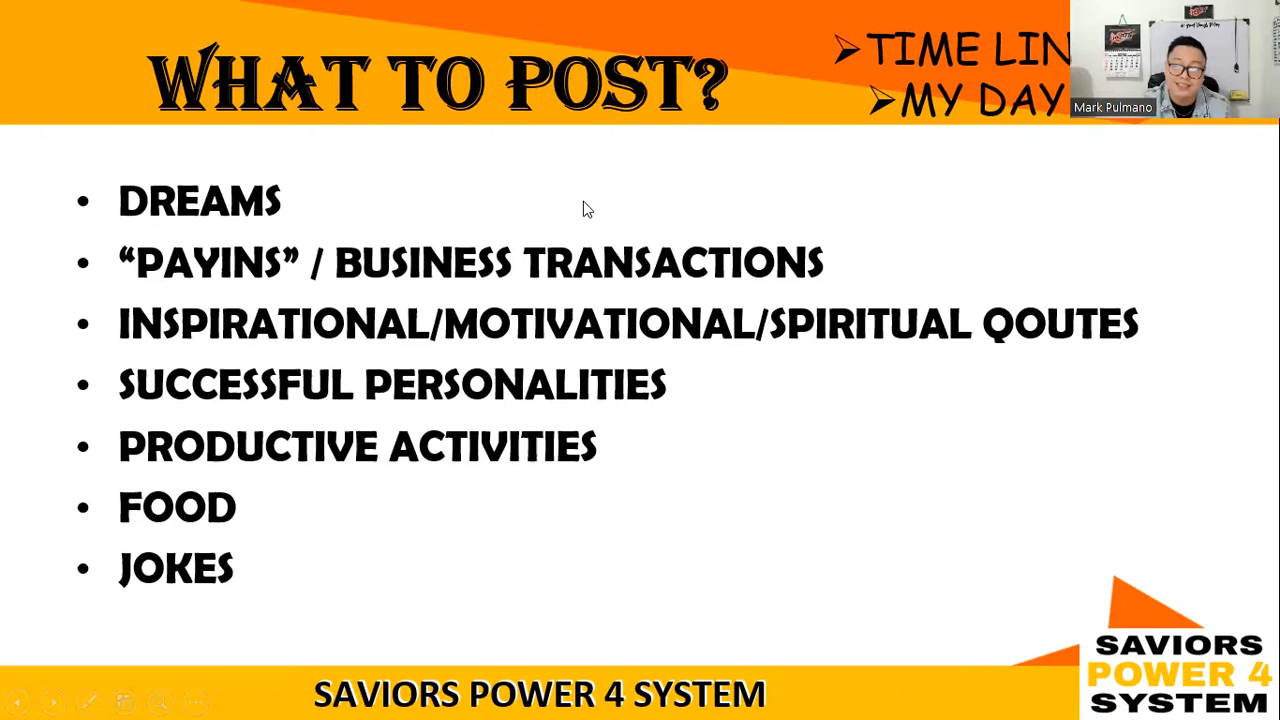 WHAT TO POST?
➢TIME LIN
➢MY DAY
Mark Pulmano
• DREAMS
• “PAYINS” / BUSINESS TRANSACTIONS
• INSPIRATIONAL/MOTIVATIONAL/SPIRITUAL QOUTES
• SUCCESSFUL PERSONALITIES
• PRODUCTIVE ACTIVITIES
• FOOD
• JOKES
SAVIORS POWER 4 SYSTEM
SAVIORS
POWER 4
SYSTEM